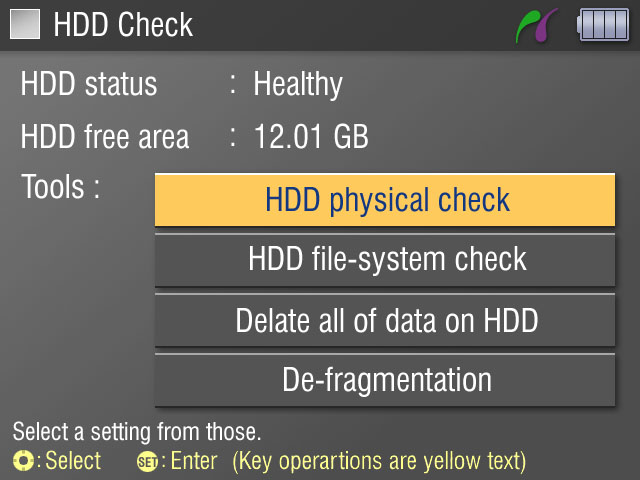 HDD Check
HDD status : Healthy
HDD free area : 12.01 GB
Tools :
HDD physical check
HDD file-system check
Delate all of data on HDD
De-fragmentation
Select a setting from those.
: Select SET : Enter (Key operartions are yellow text)